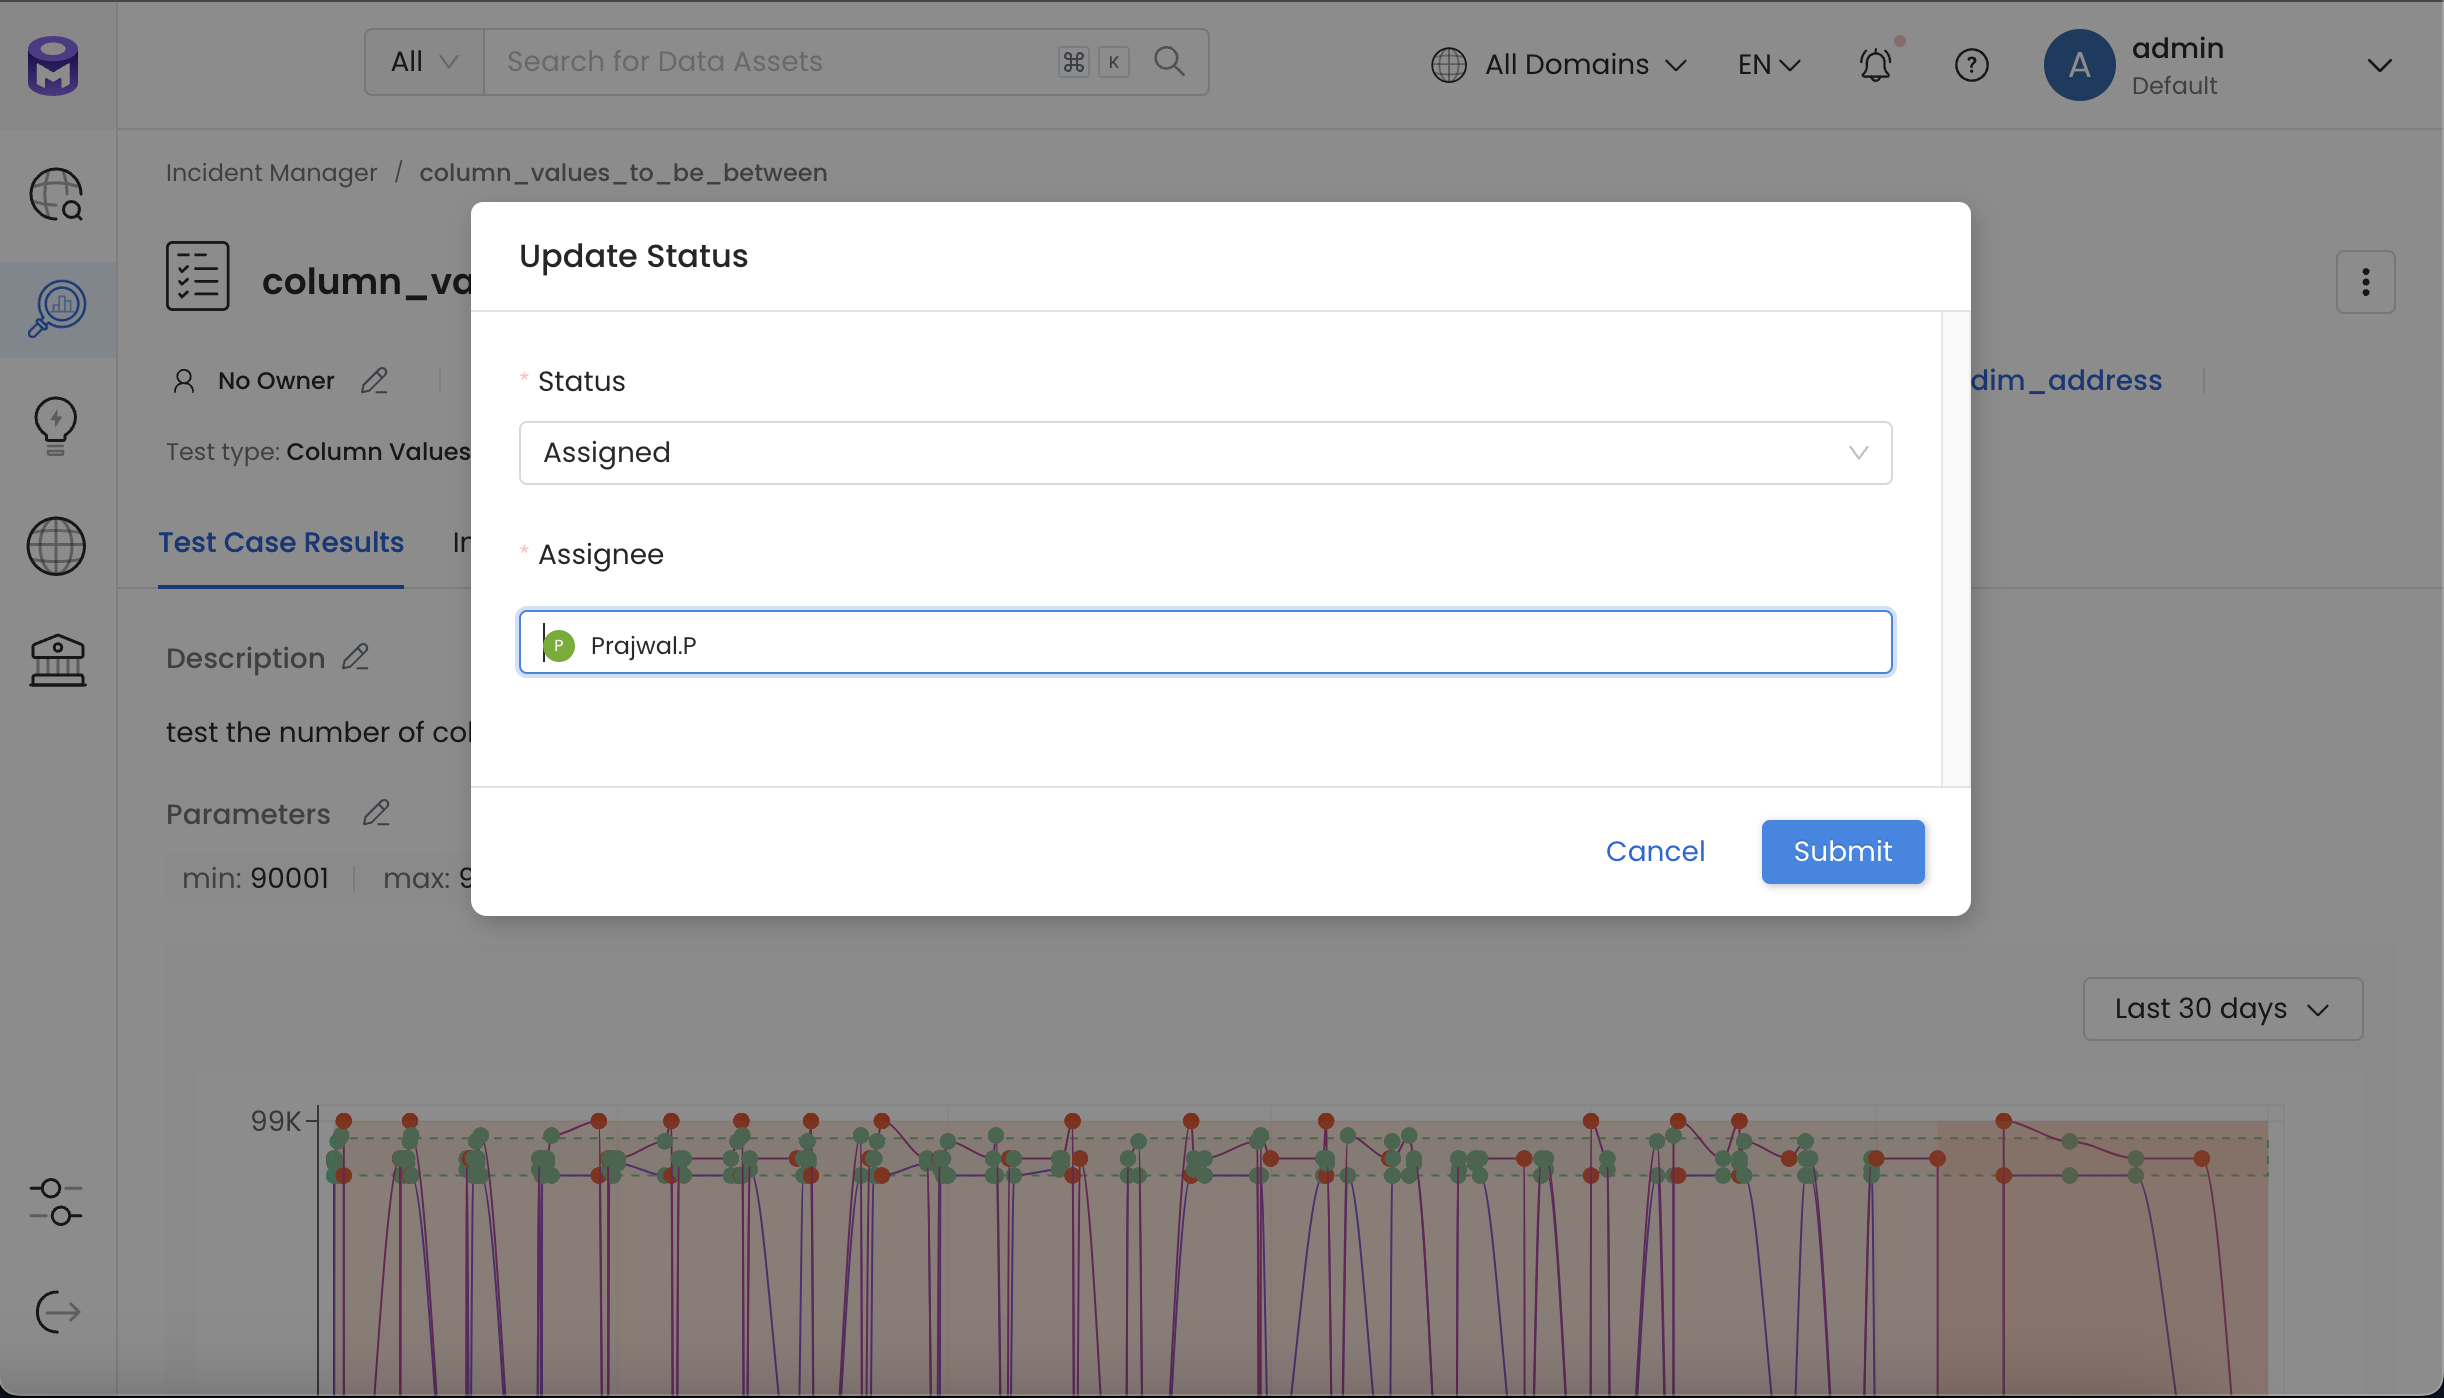 All
Search for Data Assets
⌘ K
All Domains
EN
A
admin
Default
Incident Manager / column_values_to_be_between
column_va
Update Status
No Owner
dim_address
* Status
Test type: Column Values
Assigned
Test Case Results
* Assignee
P Prajwal.P
Description
test the number of col
Parameters
min: 90001
max: 9
Cancel
Submit
Last 30 days
99K